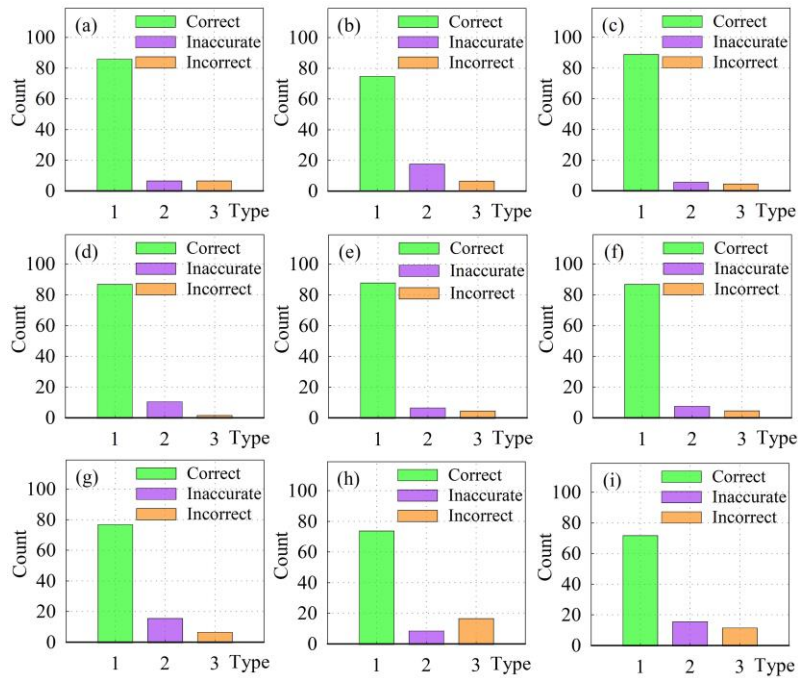 (a) Correct
100 Inaccurate
80 Incorrect
60
40
20
0
Count
1 2 3 Type
(b) Correct
100 Inaccurate
80 Incorrect
60
40
20
0
Count
1 2 3 Type
(c) Correct
100 Inaccurate
80 Incorrect
60
40
20
0
Count
1 2 3 Type
(d) Correct
100 Inaccurate
80 Incorrect
60
40
20
0
Count
1 2 3 Type
(e) Correct
100 Inaccurate
80 Incorrect
60
40
20
0
Count
1 2 3 Type
(f) Correct
100 Inaccurate
80 Incorrect
60
40
20
0
Count
1 2 3 Type
(g) Correct
100 Inaccurate
80 Incorrect
60
40
20
0
Count
1 2 3 Type
(h) Correct
100 Inaccurate
80 Incorrect
60
40
20
0
Count
1 2 3 Type
(i) Correct
100 Inaccurate
80 Incorrect
60
40
20
0
Count
1 2 3 Type